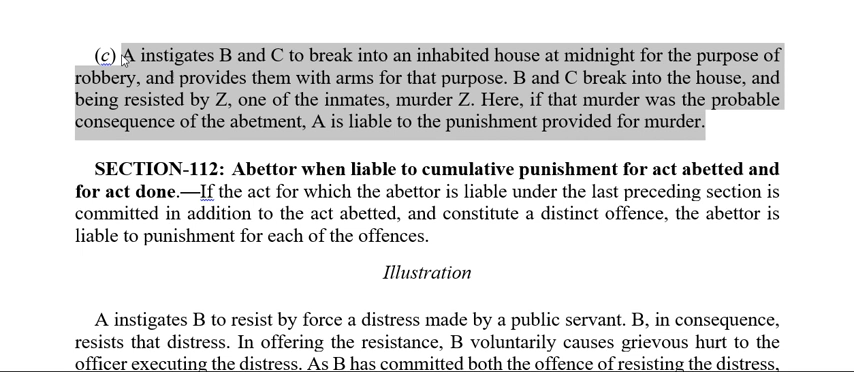 (c) A instigates B and C to break into an inhabited house at midnight for the purpose of
robbery, and provides them with arms for that purpose. B and C break into the house, and
being resisted by Z, one of the inmates, murder Z. Here, if that murder was the probable
consequence of the abetment, A is liable to the punishment provided for murder.
SECTION-112: Abettor when liable to cumulative punishment for act abetted and
for act done.—If the act for which the abettor is liable under the last preceding section is
committed in addition to the act abetted, and constitute a distinct offence, the abettor is
liable to punishment for each of the offences.
Illustration
A instigates B to resist by force a distress made by a public servant. B, in consequence,
resists that distress. In offering the resistance, B voluntarily causes grievous hurt to the
officer executing the distress. As B has committed both the offence of resisting the distress,